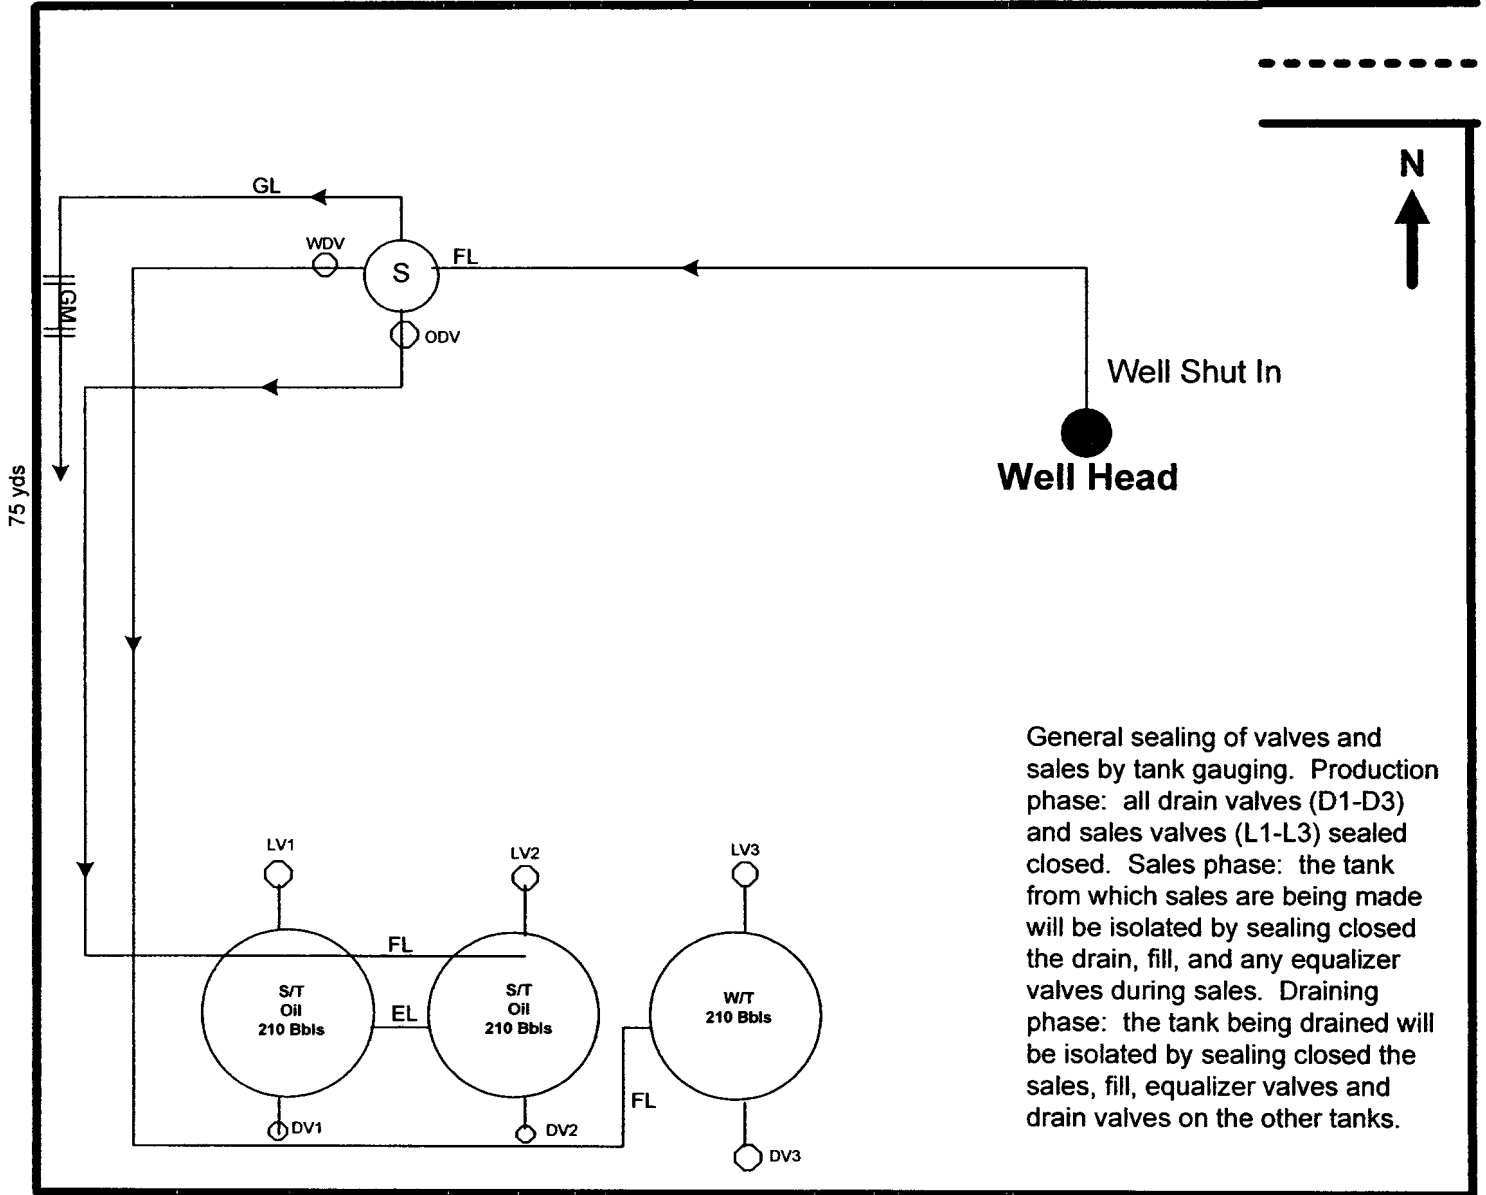 N
GL
WDV
S
FL
GM
ODV
Well Shut In
Well Head
75 yds
General sealing of valves and
sales by tank gauging. Production
phase: all drain valves (D1-D3)
and sales valves (L1-L3) sealed
closed. Sales phase: the tank
from which sales are being made
will be isolated by sealing closed
the drain, fill, and any equalizer
valves during sales. Draining
phase: the tank being drained will
be isolated by sealing closed the
sales, fill, equalizer valves and
drain valves on the other tanks.
LV1
LV2
LV3
FL
S/T
Oil
210 Bbls
EL
S/T
Oil
210 Bbls
W/T
210 Bbls
FL
DV1
DV2
DV3